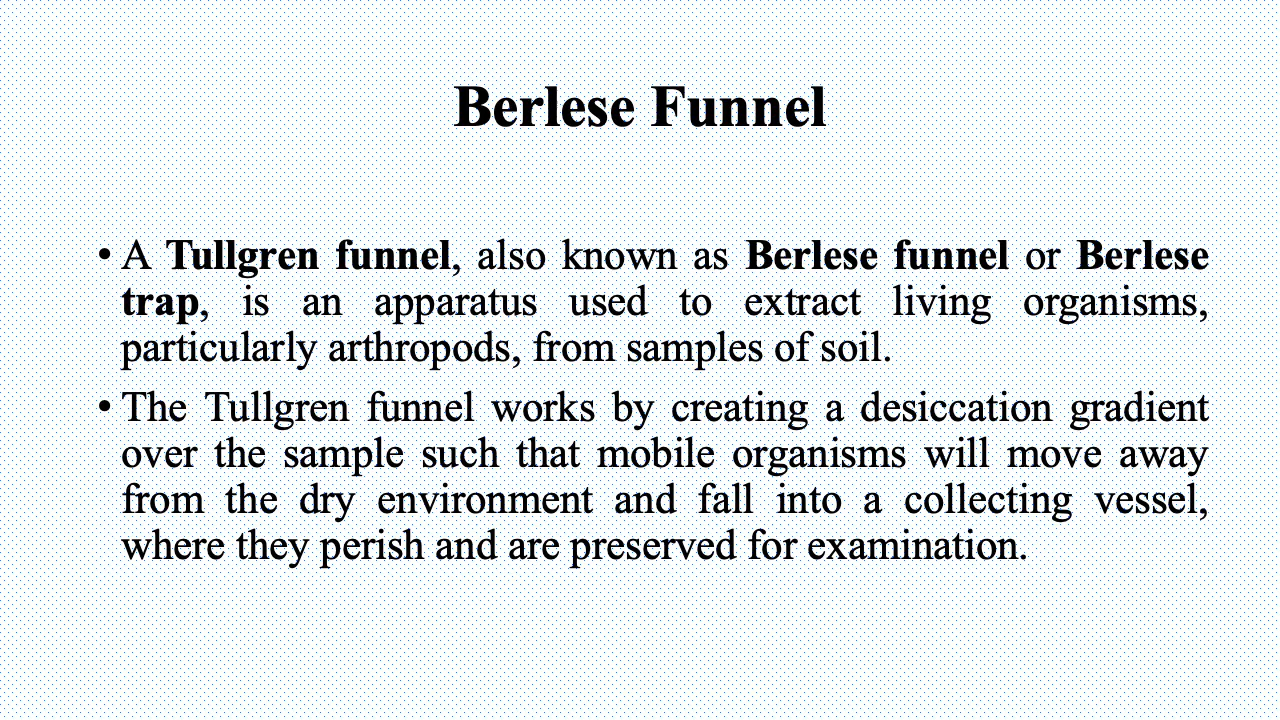 Berlese Funnel
• A Tullgren funnel, also known as Berlese funnel or Berlese
trap, is an apparatus used to extract living organisms,
particularly arthropods, from samples of soil.
• The Tullgren funnel works by creating a desiccation gradient
over the sample such that mobile organisms will move away
from the dry environment and fall into a collecting vessel,
where they perish and are preserved for examination.